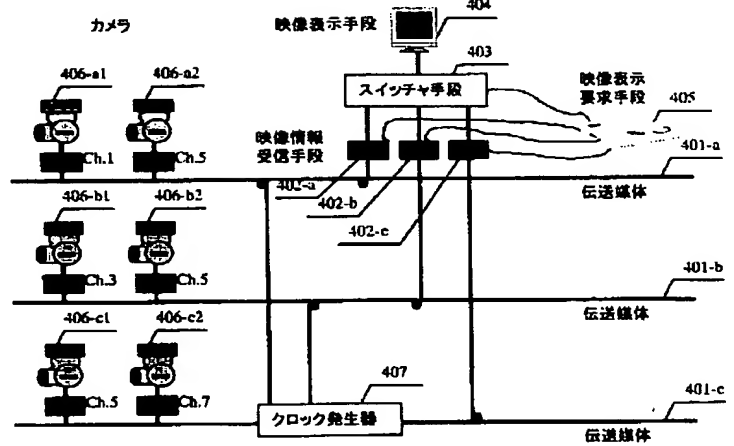 カメラ
映像表示手段
404
403
スイッチャ手段
406-a1
406-a2
Ch.1
Ch.5
映像情報
受信手段
映像表示
要求手段
405
401-a
伝送媒体
402-a
402-b
402-c
406-b1
406-b2
Ch.3
Ch.5
401-b
伝送媒体
406-c1
406-c2
Ch.5
Ch.7
407
クロック発生器
401-c
伝送媒体